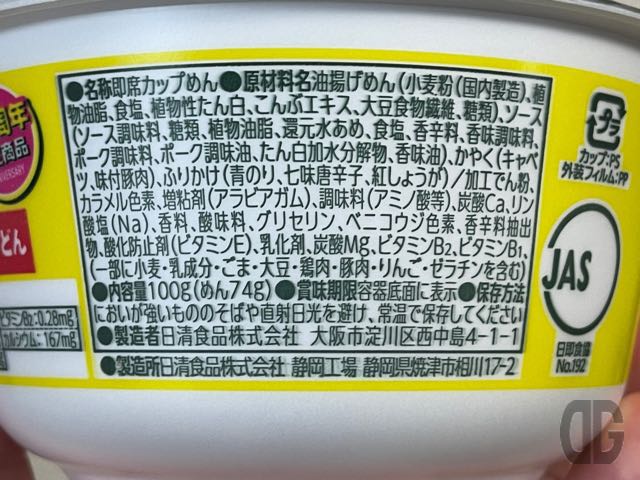 ●名称即席カップめん●原材料名油揚げめん(小麦粉(国内製造)、植
物油脂、食塩、植物性たん白、こんぶエキス、大豆食物繊維、糖類)、ソース
(ソース調味料、糖類、植物油脂、還元水あめ、食塩、香辛料、香味調味料、
ポーク調味料、ポーク調味油、たん白加水分解物、香味油)、かやく(キャベ
ツ、味付豚肉)、ふりかけ(青のり、七味唐辛子、紅しょうが)/加工でん粉、
カラメル色素、増粘剤(アラビアガム)、調味料(アミノ酸等)、炭酸Ca、リン
酸塩(Na)、香料、酸味料、グリセリン、ベニコウジ色素、香辛料抽出
物、酸化防止剤(ビタミンE)、乳化剤、炭酸Mg、ビタミンB2、ビタミンB1、
(一部に小麦・乳成分・ごま・大豆・鶏肉・豚肉・りんご・ゼラチンを含む)
●内容量100g(めん74g)●賞味期限容器底面に表示●保存方法
においが強いもののそばや直射日光を避け、常温で保存してください
●製造者日清食品株式会社 大阪市淀川区西中島4-1-1
●製造所日清食品株式会社 静岡工場 静岡県焼津市相川17-2
周年
商品
ANNIVERSARY
どん
ビタミンB2:0.28mg
カルシウム:167mg
プラ
カップ:PS
外装フィルム:PP
JAS
日即食協
No.192
DG